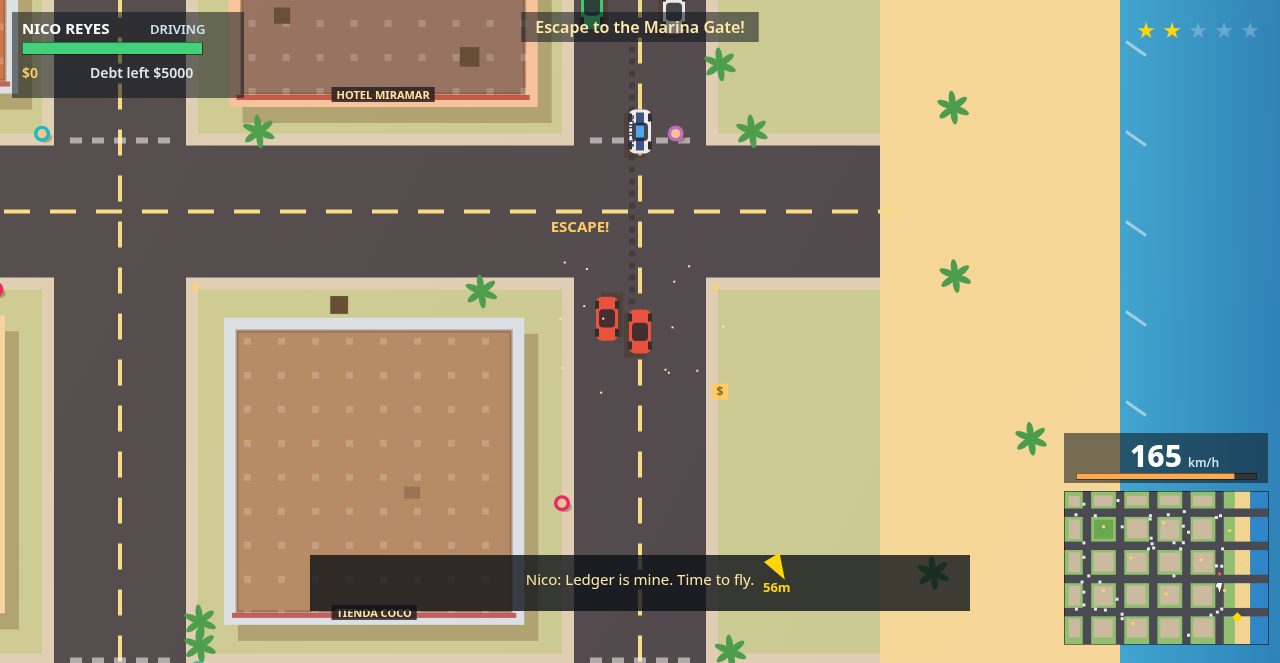 NICO REYES DRIVING
$0 Debt left $5000
Escape to the Marina Gate!
HOTEL MIRAMAR
ESCAPE!
$
165 km/h
Nico: Ledger is mine. Time to fly.
56m
TIENDA COCO